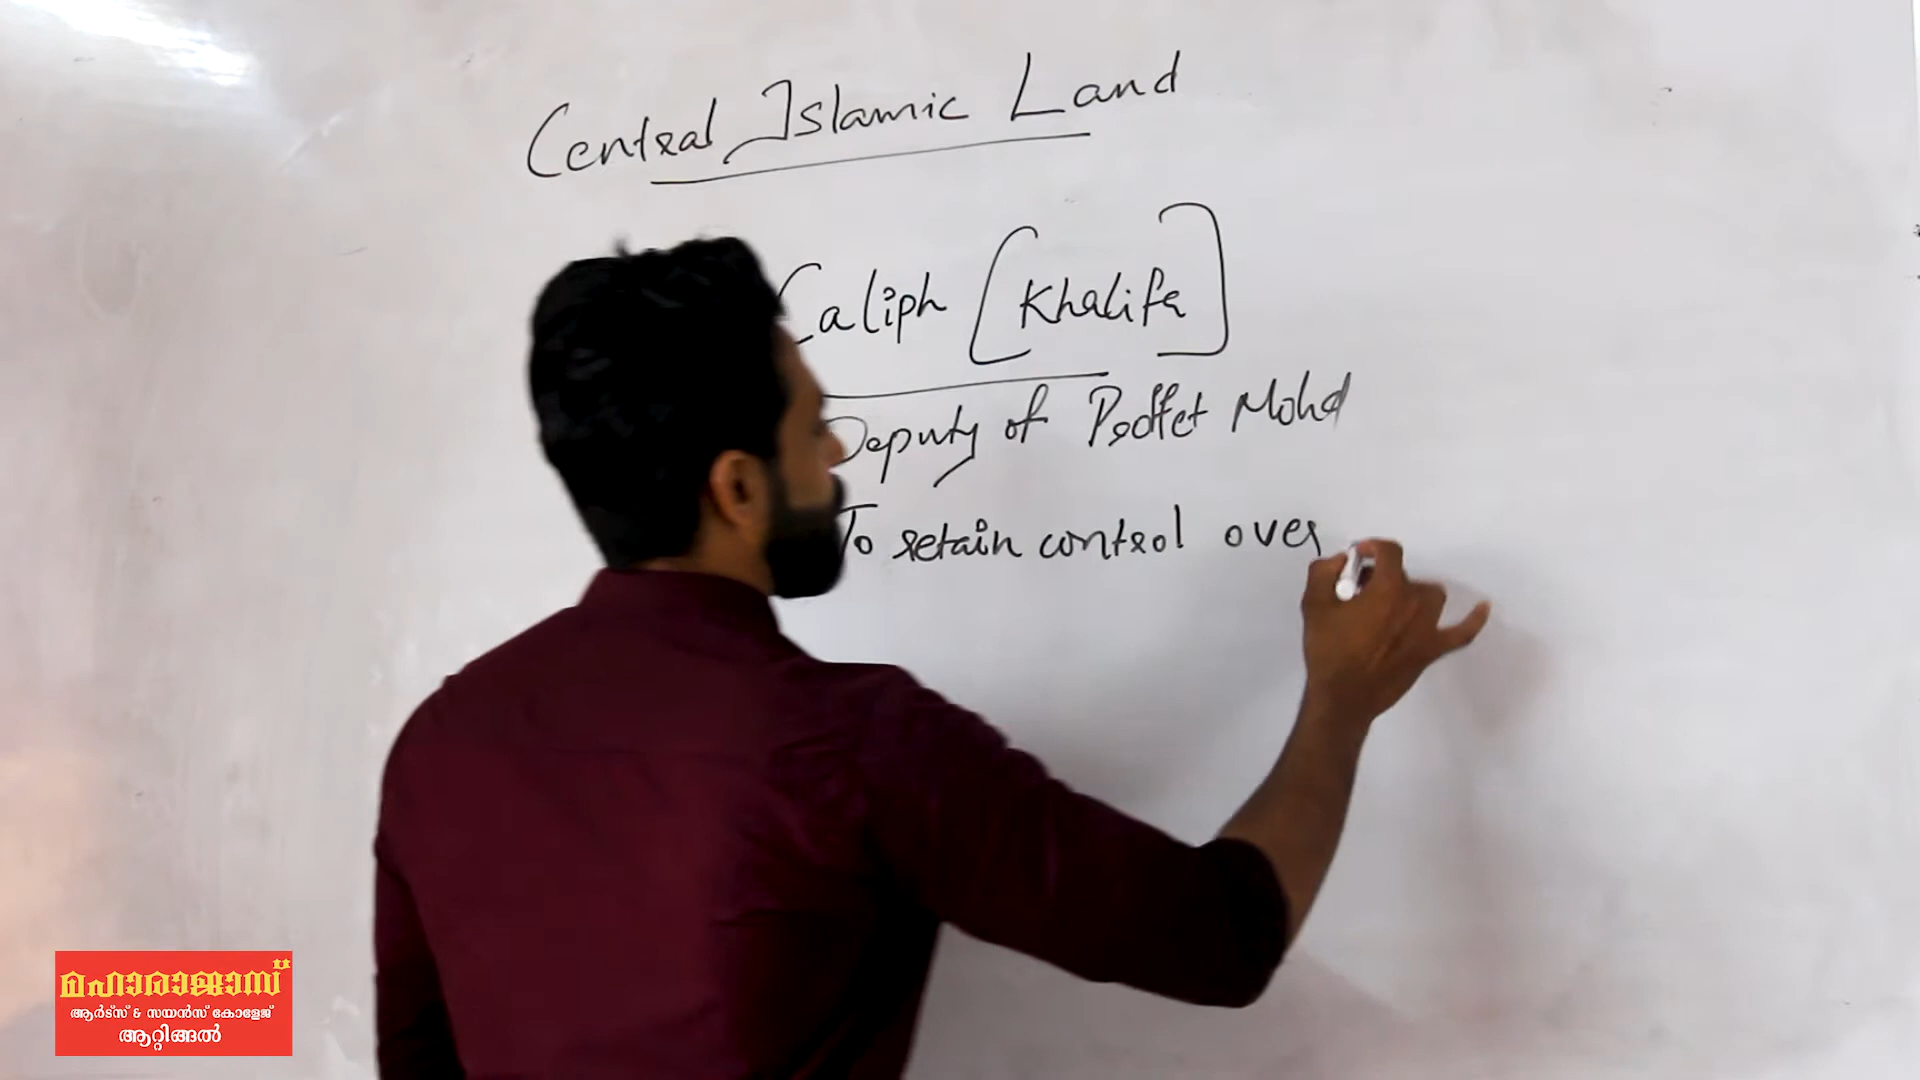 Central Islamic Land
Caliph [Khalifa]
Deputy of Proffet Mohd
To retain control over
മഹാരാജാസ്
ആർട്സ് & സയൻസ് കോളേജ്
ആറ്റിങ്ങൽ